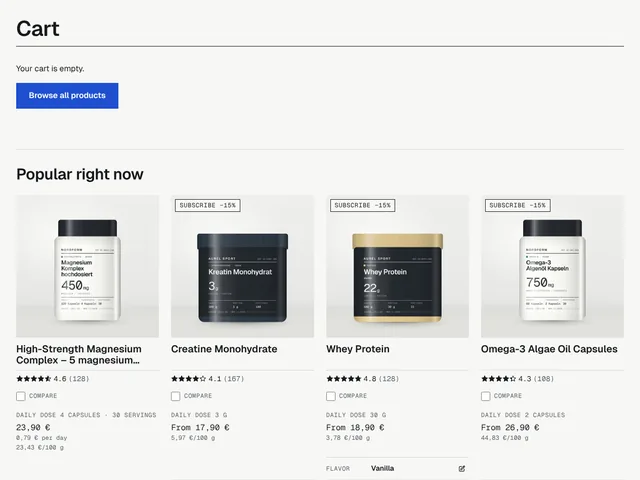 Cart
Your cart is empty.
Browse all products
Popular right now
SUBSCRIBE -15%
SUBSCRIBE -15%
SUBSCRIBE -15%
Magnesium
Komplex
hochdosiert
450mg
Kreatin Monohydrat
3g
Whey Protein
22g
Omega-3
Algenöl Kapseln
750mg
High-Strength Magnesium
Complex – 5 magnesium…
Creatine Monohydrate
Whey Protein
Omega-3 Algae Oil Capsules
4.6 (128)
4.1 (167)
4.8 (128)
4.3 (108)
COMPARE
COMPARE
COMPARE
COMPARE
DAILY DOSE 4 CAPSULES · 30 SERVINGS
23,90 €
0,79 € per day
23,43 €/100 g
DAILY DOSE 3 G
From 17,90 €
5,97 €/100 g
DAILY DOSE 30 G
From 18,90 €
3,78 €/100 g
DAILY DOSE 2 CAPSULES
From 26,90 €
44,83 €/100 g
FLAVOR Vanilla